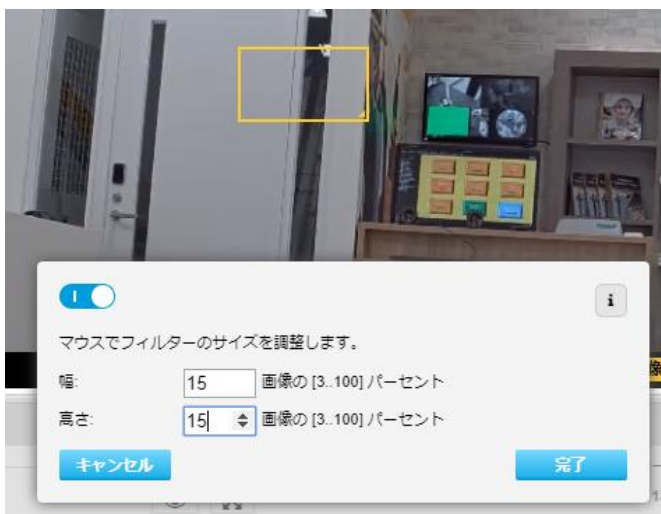 マウスでフィルターのサイズを調整します。
幅: 15 画像の [3..100] パーセント
高さ: 15 画像の [3..100] パーセント
キャンセル 完了